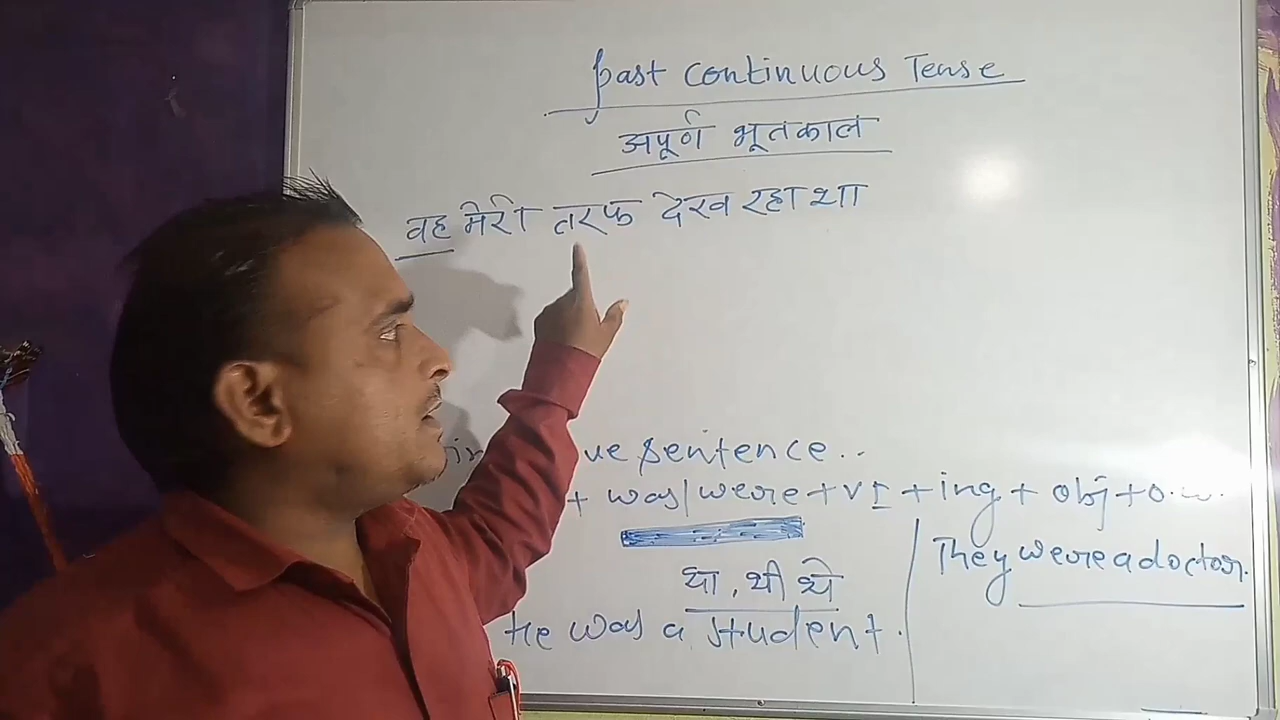 Past Continuous Tense
अपूर्ण भूतकाल
वह मेरी तरफ देख रहा था
ue sentence..
+ was/were + v1 + ing + obj + o.w.
था, थी थे
He was a student.
They were a doctor.